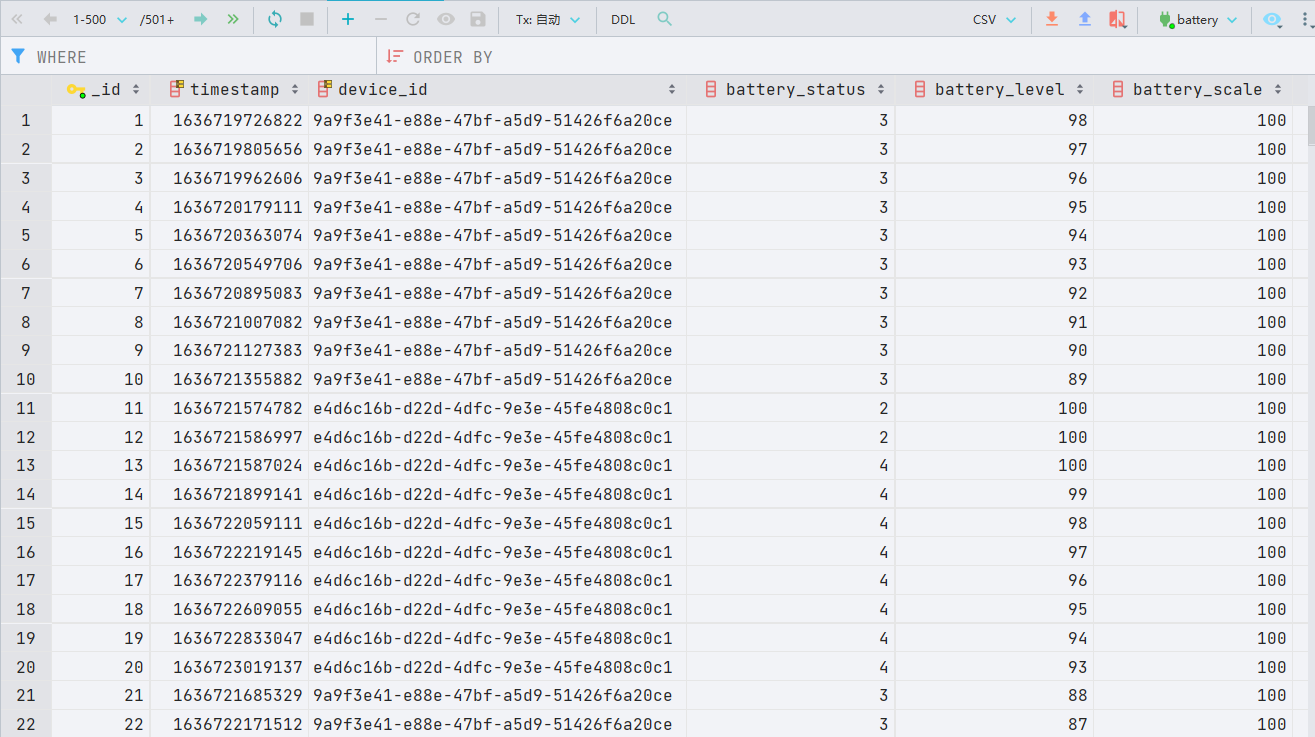 1-500 /501+ Tx: 自动 DDL CSV battery
WHERE ORDER BY
_id timestamp device_id battery_status battery_level battery_scale
1 1 1636719726822 9a9f3e41-e88e-47bf-a5d9-51426f6a20ce 3 98 100
2 2 1636719805656 9a9f3e41-e88e-47bf-a5d9-51426f6a20ce 3 97 100
3 3 1636719962606 9a9f3e41-e88e-47bf-a5d9-51426f6a20ce 3 96 100
4 4 1636720179111 9a9f3e41-e88e-47bf-a5d9-51426f6a20ce 3 95 100
5 5 1636720363074 9a9f3e41-e88e-47bf-a5d9-51426f6a20ce 3 94 100
6 6 1636720549706 9a9f3e41-e88e-47bf-a5d9-51426f6a20ce 3 93 100
7 7 1636720895083 9a9f3e41-e88e-47bf-a5d9-51426f6a20ce 3 92 100
8 8 1636721007082 9a9f3e41-e88e-47bf-a5d9-51426f6a20ce 3 91 100
9 9 1636721127383 9a9f3e41-e88e-47bf-a5d9-51426f6a20ce 3 90 100
10 10 1636721355882 9a9f3e41-e88e-47bf-a5d9-51426f6a20ce 3 89 100
11 11 1636721574782 e4d6c16b-d22d-4dfc-9e3e-45fe4808c0c1 2 100 100
12 12 1636721586997 e4d6c16b-d22d-4dfc-9e3e-45fe4808c0c1 2 100 100
13 13 1636721587024 e4d6c16b-d22d-4dfc-9e3e-45fe4808c0c1 4 100 100
14 14 1636721899141 e4d6c16b-d22d-4dfc-9e3e-45fe4808c0c1 4 99 100
15 15 1636722059111 e4d6c16b-d22d-4dfc-9e3e-45fe4808c0c1 4 98 100
16 16 1636722219145 e4d6c16b-d22d-4dfc-9e3e-45fe4808c0c1 4 97 100
17 17 1636722379116 e4d6c16b-d22d-4dfc-9e3e-45fe4808c0c1 4 96 100
18 18 1636722609055 e4d6c16b-d22d-4dfc-9e3e-45fe4808c0c1 4 95 100
19 19 1636722833047 e4d6c16b-d22d-4dfc-9e3e-45fe4808c0c1 4 94 100
20 20 1636723019137 e4d6c16b-d22d-4dfc-9e3e-45fe4808c0c1 4 93 100
21 21 1636721685329 9a9f3e41-e88e-47bf-a5d9-51426f6a20ce 3 88 100
22 22 1636722171512 9a9f3e41-e88e-47bf-a5d9-51426f6a20ce 3 87 100